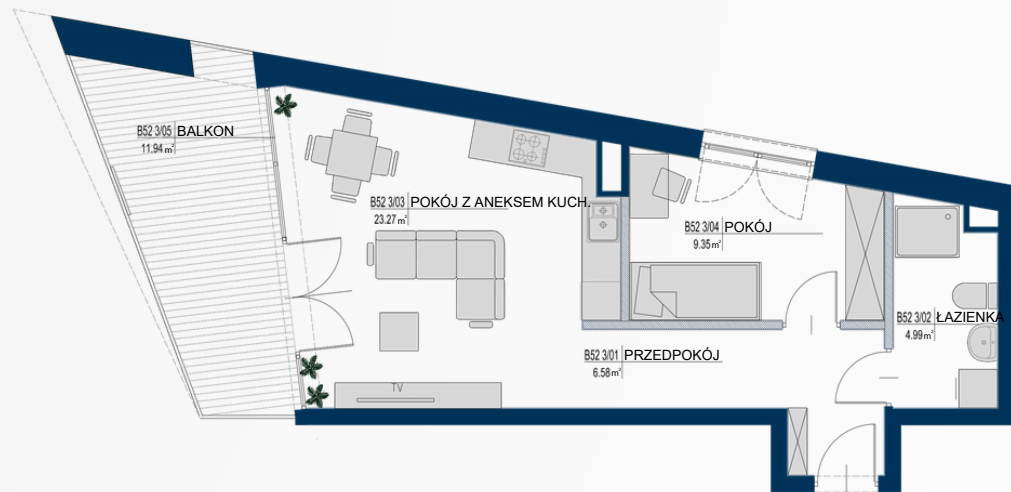 B52 3/05 BALKON
11.94 m²
B52 3/03 POKÓJ Z ANEKSEM KUCH.
23.27 m²
B52 3/04 POKÓJ
9.35 m²
B52 3/02 ŁAZIENKA
4.99 m²
B52 3/01 PRZEDPOKÓJ
6.58 m²
TV